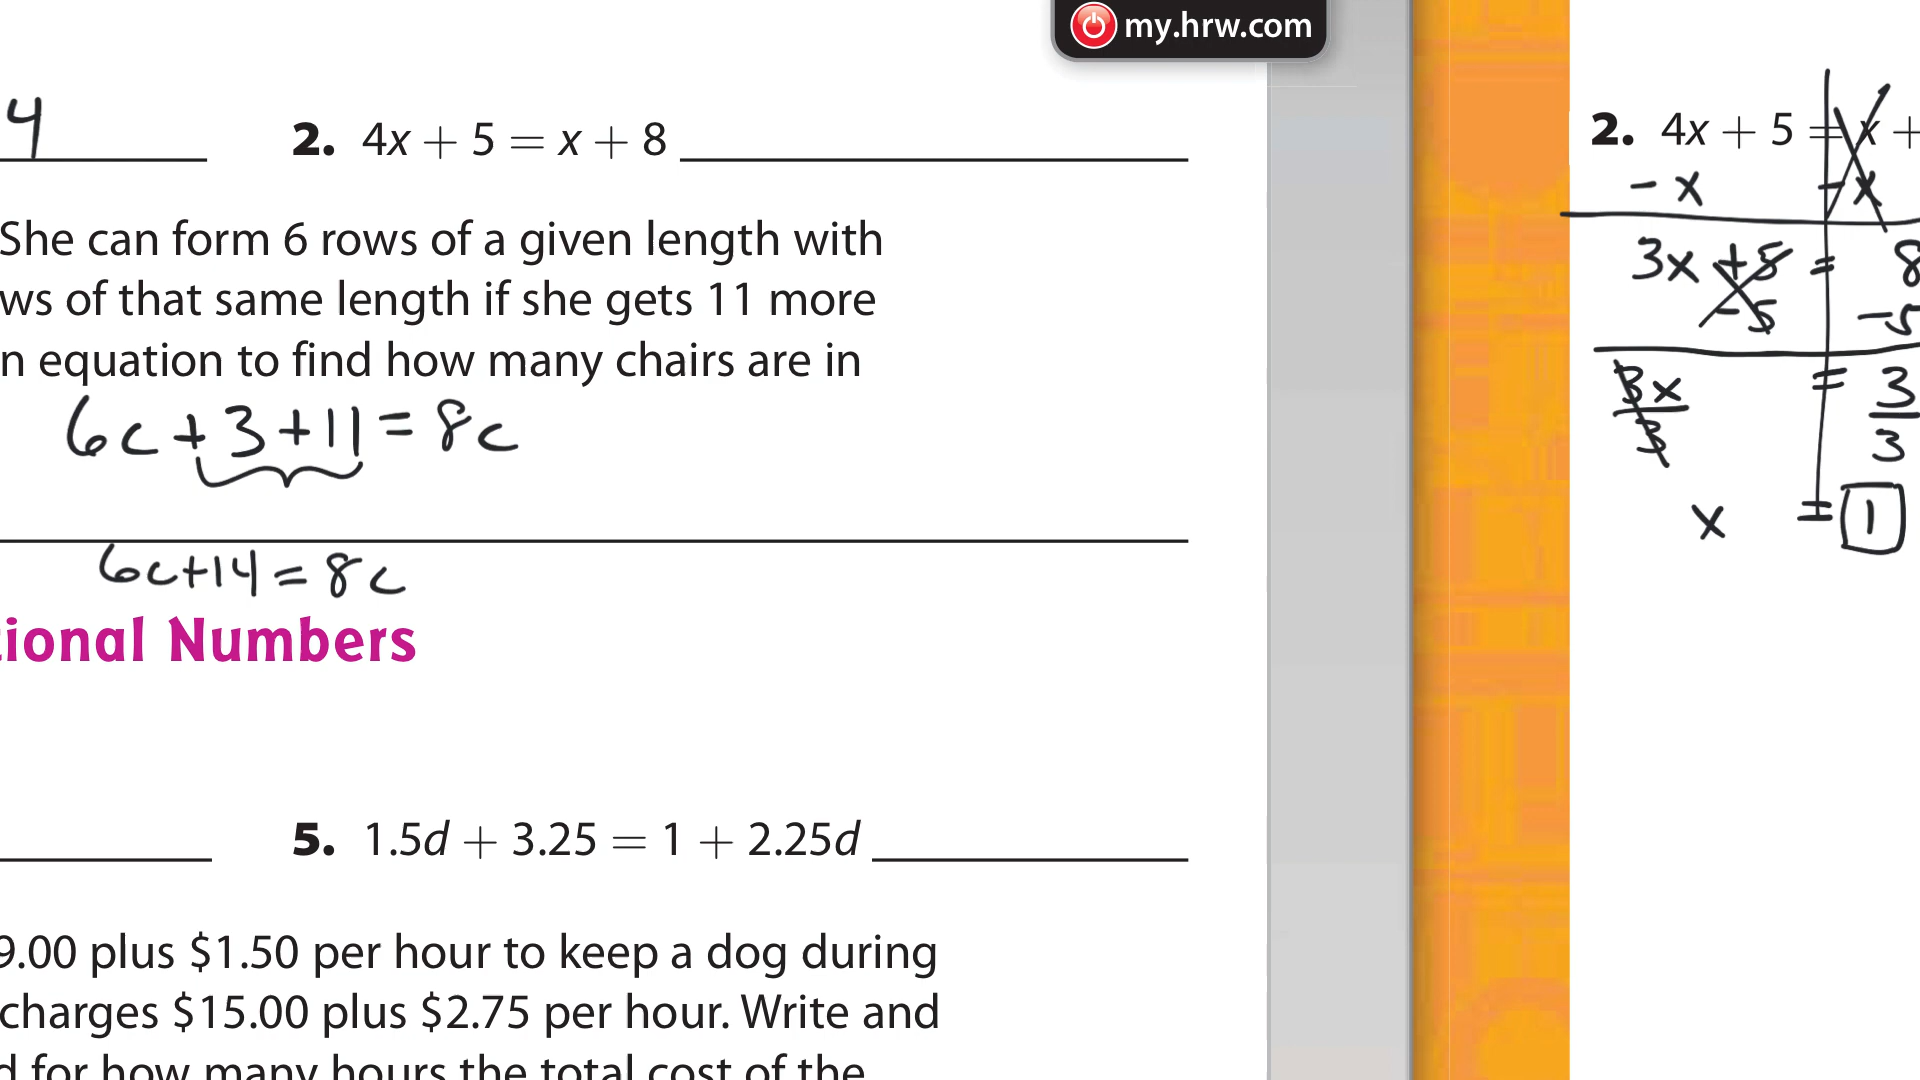 my.hrw.com
4
2. 4x + 5 = x + 8
She can form 6 rows of a given length with
ws of that same length if she gets 11 more
n equation to find how many chairs are in
6c + 3 + 11 = 8c
6c + 14 = 8c
tional Numbers
5. 1.5d + 3.25 = 1 + 2.25d
9.00 plus $1.50 per hour to keep a dog during
charges $15.00 plus $2.75 per hour. Write and
d for how many hours the total cost of the
2. 4x + 5 = x +
- x - x
3x + 5 = 8
- 5 - 5
3x = 3
3 3
x = 1